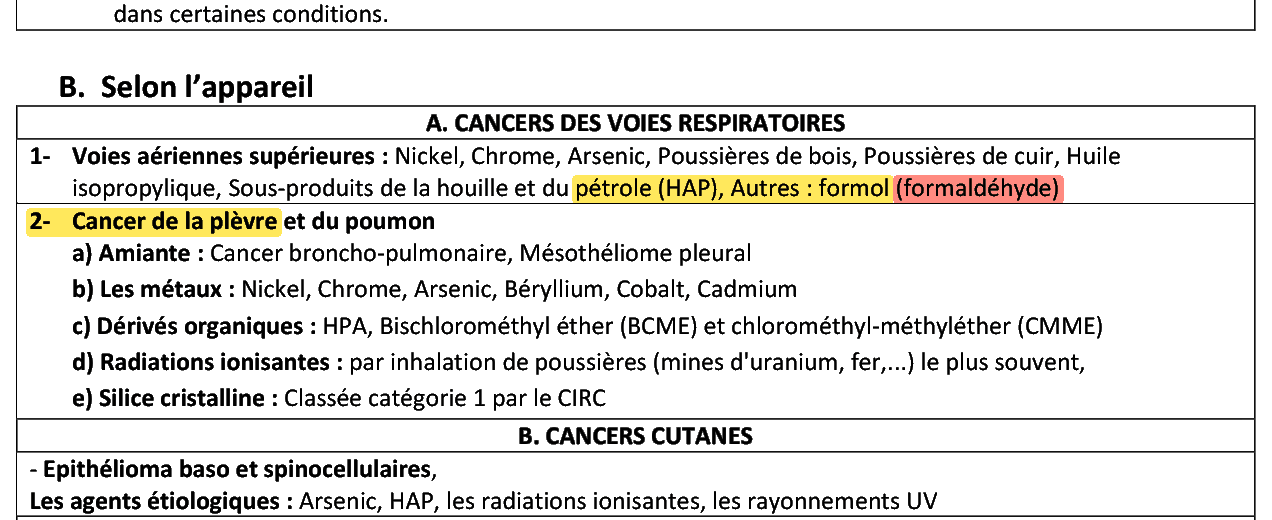 dans certaines conditions.
B. Selon l’appareil
A. CANCERS DES VOIES RESPIRATOIRES
1- Voies aériennes supérieures : Nickel, Chrome, Arsenic, Poussières de bois, Poussières de cuir, Huile
isopropylique, Sous-produits de la houille et du pétrole (HAP), Autres : formol (formaldéhyde)
2- Cancer de la plèvre et du poumon
a) Amiante : Cancer broncho-pulmonaire, Mésothéliome pleural
b) Les métaux : Nickel, Chrome, Arsenic, Béryllium, Cobalt, Cadmium
c) Dérivés organiques : HPA, Bischlorométhyl éther (BCME) et chlorométhyl-méthyléther (CMME)
d) Radiations ionisantes : par inhalation de poussières (mines d'uranium, fer,...) le plus souvent,
e) Silice cristalline : Classée catégorie 1 par le CIRC
B. CANCERS CUTANES
- Epithélioma baso et spinocellulaires,
Les agents étiologiques : Arsenic, HAP, les radiations ionisantes, les rayonnements UV